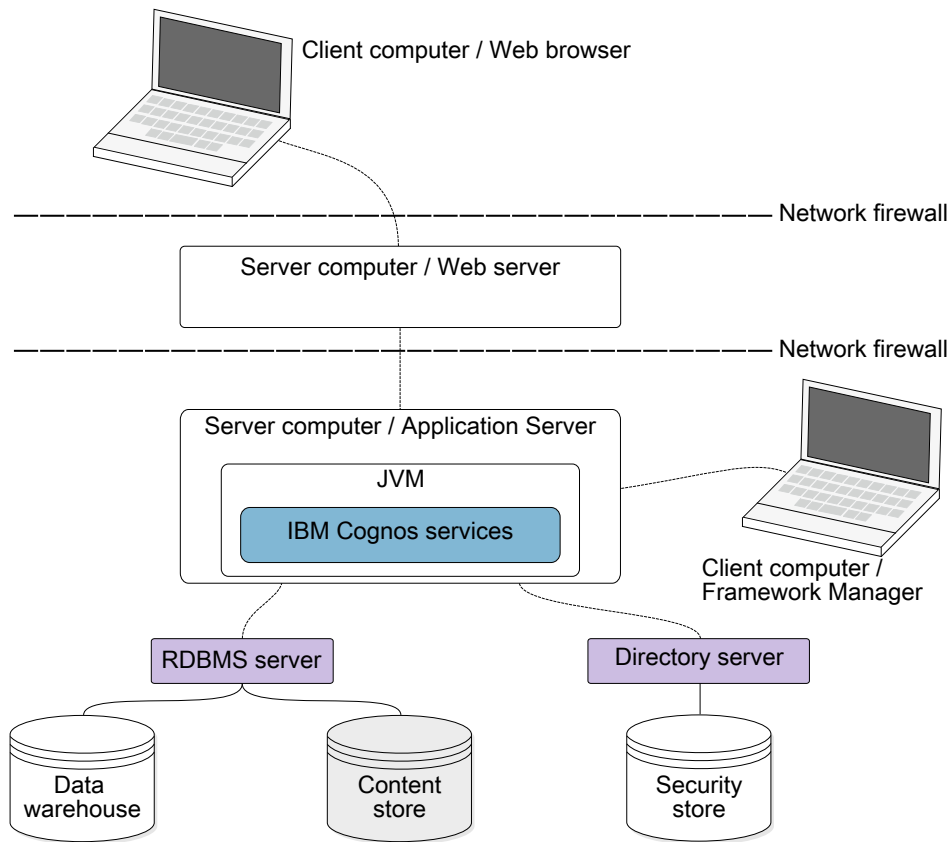 Client computer / Web browser
Network firewall
Server computer / Web server
Network firewall
Server computer / Application Server
JVM
IBM Cognos services
Client computer /
Framework Manager
RDBMS server
Directory server
Data
warehouse
Content
store
Security
store